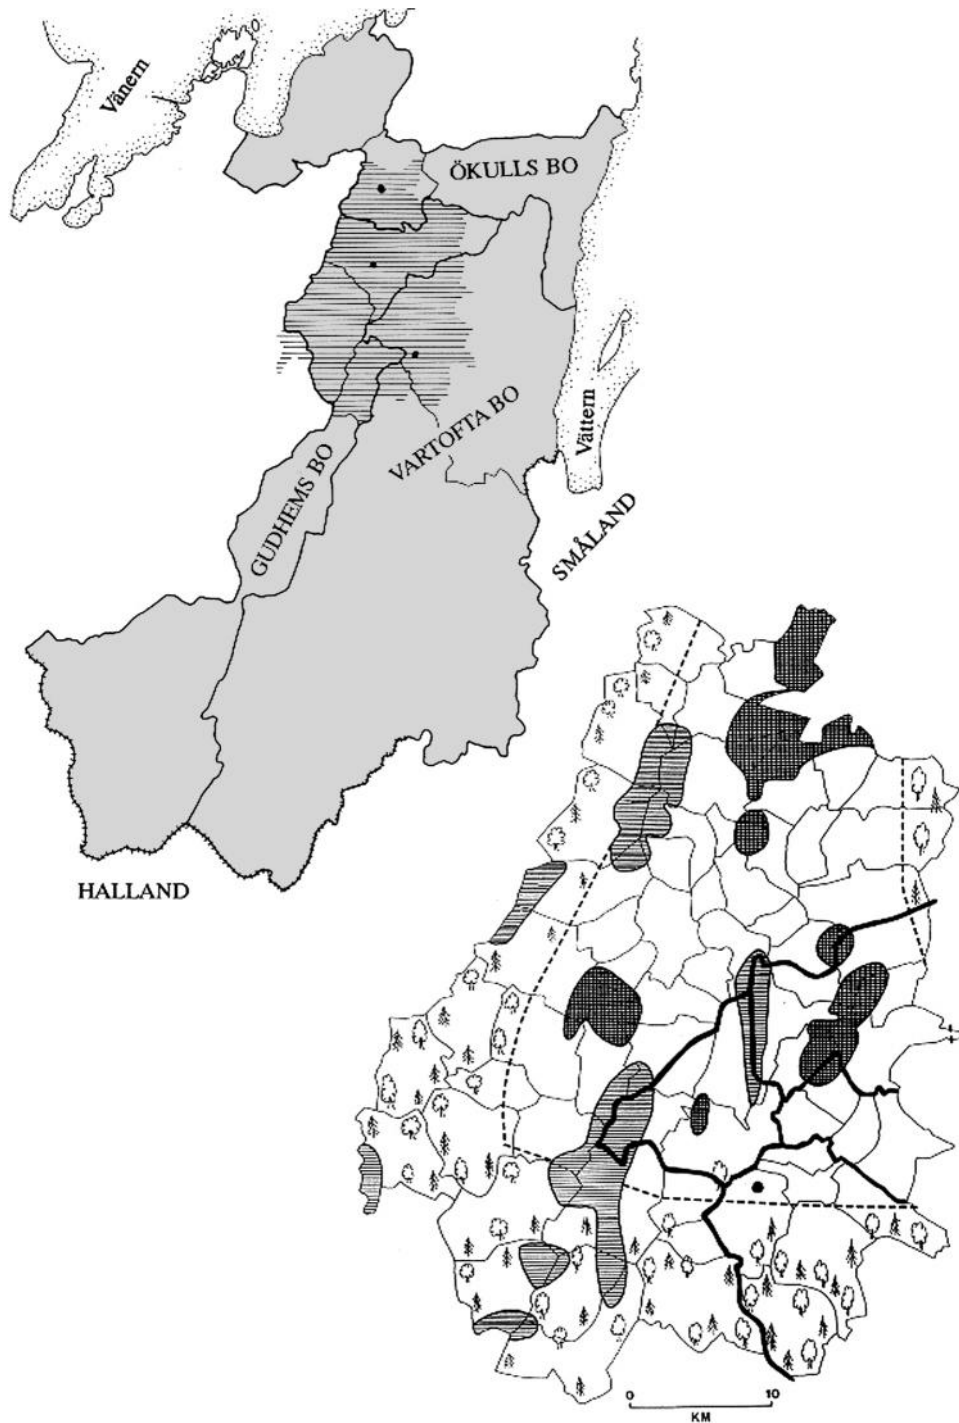 Vänern
ÖKULLS BO
Vättern
VARTOFTA BO
GUDHEMS BO
SMÅLAND
HALLAND
0 10
KM